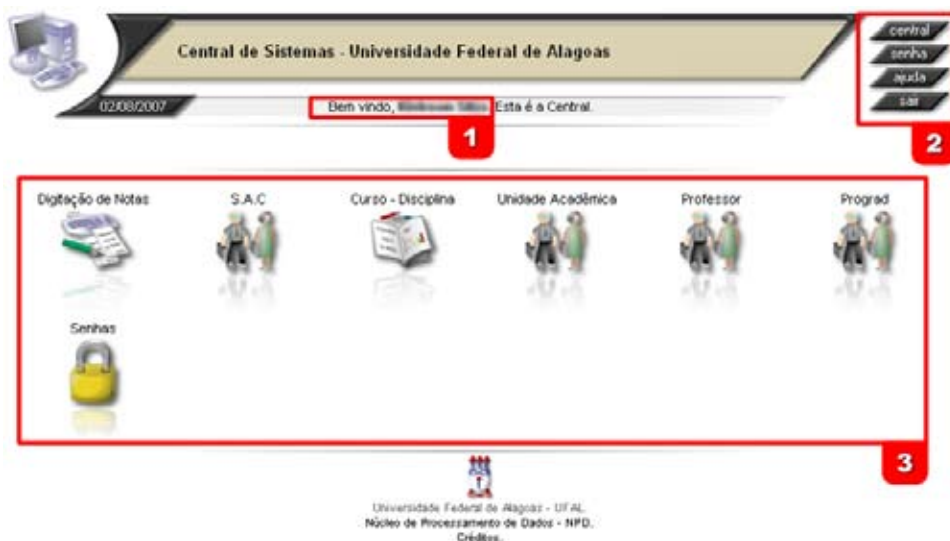 Central de Sistemas - Universidade Federal de Alagoas
central
senha
ajuda
sair
02/08/2007
Bem vindo, Esta é a Central.
1
2
Digitação de Notas
S.A.C
Curso - Disciplina
Unidade Acadêmica
Professor
Prograd
Senhas
3
Universidade Federal de Alagoas - UFAL
Núcleo de Processamento de Dados - NPD.
Créditos.